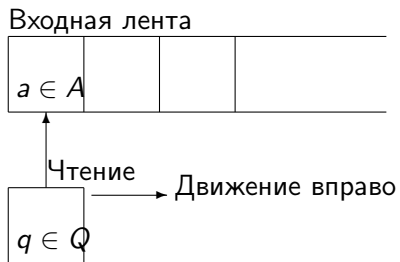 Входная лента
a ∈ A
Чтение
Движение вправо
q ∈ Q